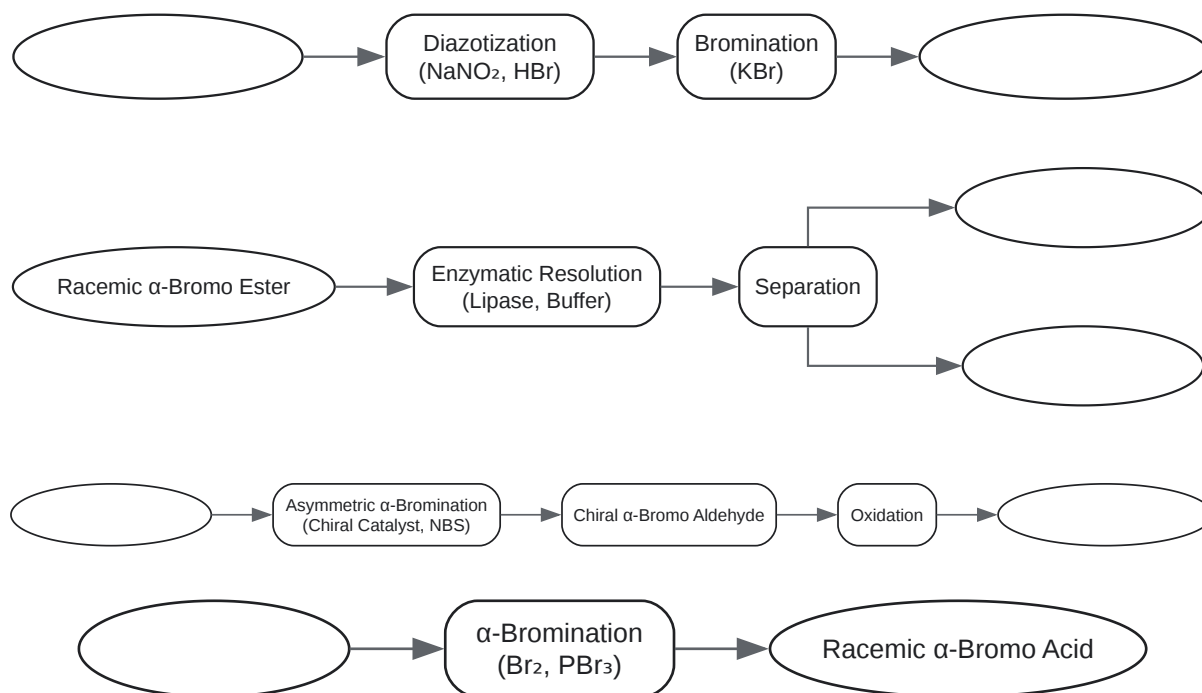 Diazotization
(NaNO₂, HBr)
Bromination
(KBr)
Racemic α-Bromo Ester
Enzymatic Resolution
(Lipase, Buffer)
Separation
Asymmetric α-Bromination
(Chiral Catalyst, NBS)
Chiral α-Bromo Aldehyde
Oxidation
α-Bromination
(Br₂, PBr₃)
Racemic α-Bromo Acid